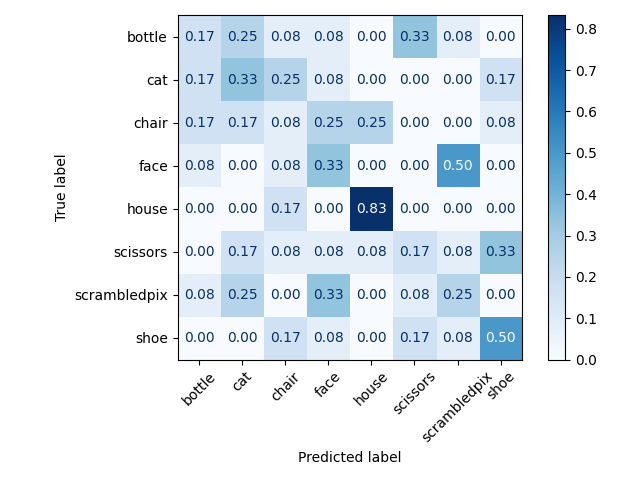 bottle 0.17 0.25 0.08 0.08 0.00 0.33 0.08 0.00 0.8
cat 0.17 0.33 0.25 0.08 0.00 0.00 0.00 0.17 0.7
chair 0.17 0.17 0.08 0.25 0.25 0.00 0.00 0.08 0.6
face 0.08 0.00 0.08 0.33 0.00 0.00 0.50 0.00 0.5
True label
house 0.00 0.00 0.17 0.00 0.83 0.00 0.00 0.00 0.4
scissors 0.00 0.17 0.08 0.08 0.08 0.17 0.08 0.33 0.3
scrambledpix 0.08 0.25 0.00 0.33 0.00 0.08 0.25 0.00 0.2
shoe 0.00 0.00 0.17 0.08 0.00 0.17 0.08 0.50 0.1
0.0
bottle cat chair face house scissors scrambledpix shoe
Predicted label